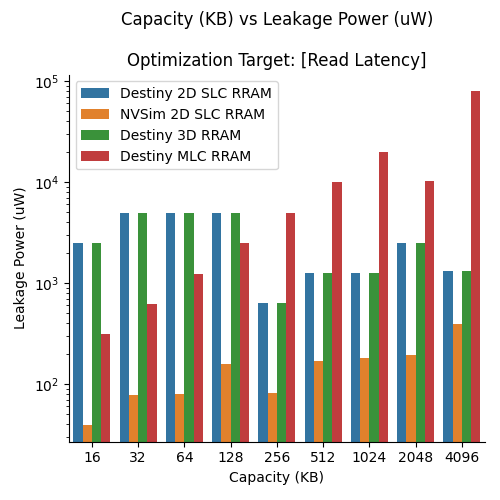 Capacity (KB) vs Leakage Power (uW)
Optimization Target: [Read Latency]
Destiny 2D SLC RRAM
NVSim 2D SLC RRAM
Destiny 3D RRAM
Destiny MLC RRAM
Leakage Power (uW)
10^5
10^4
10^3
10^2
16 32 64 128 256 512 1024 2048 4096
Capacity (KB)